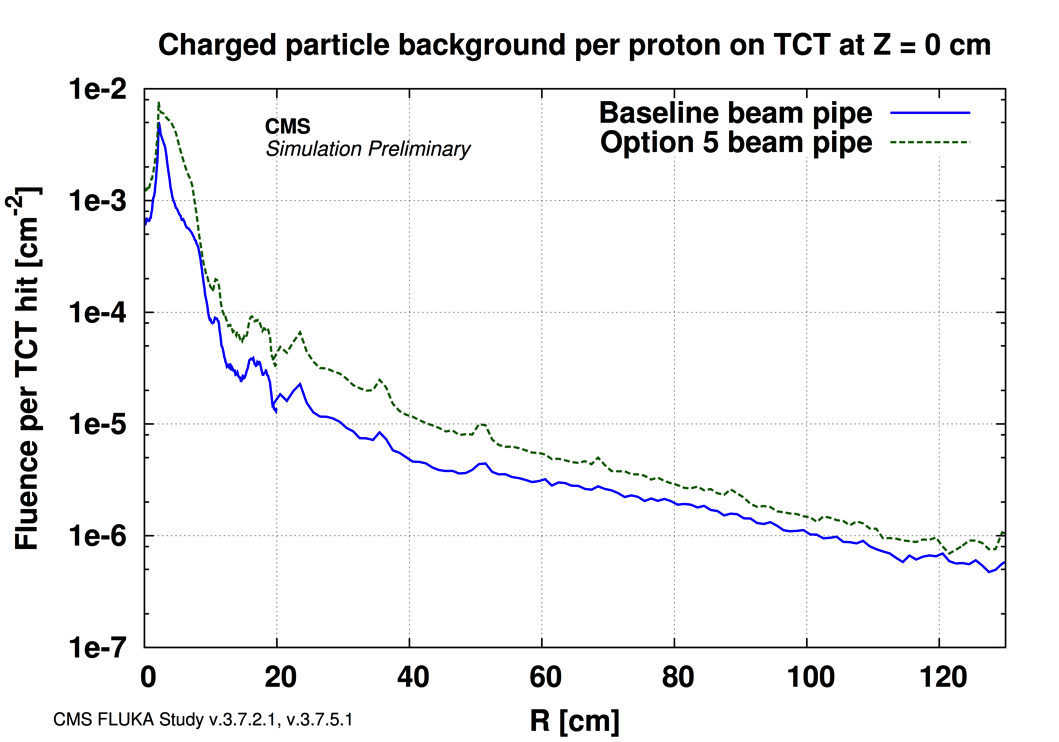 Charged particle background per proton on TCT at Z = 0 cm
1e-2
1e-3
1e-4
1e-5
1e-6
1e-7
Fluence per TCT hit [cm-2]
CMS
Simulation Preliminary
Baseline beam pipe
Option 5 beam pipe
0 20 40 60 80 100 120
R [cm]
CMS FLUKA Study v.3.7.2.1, v.3.7.5.1